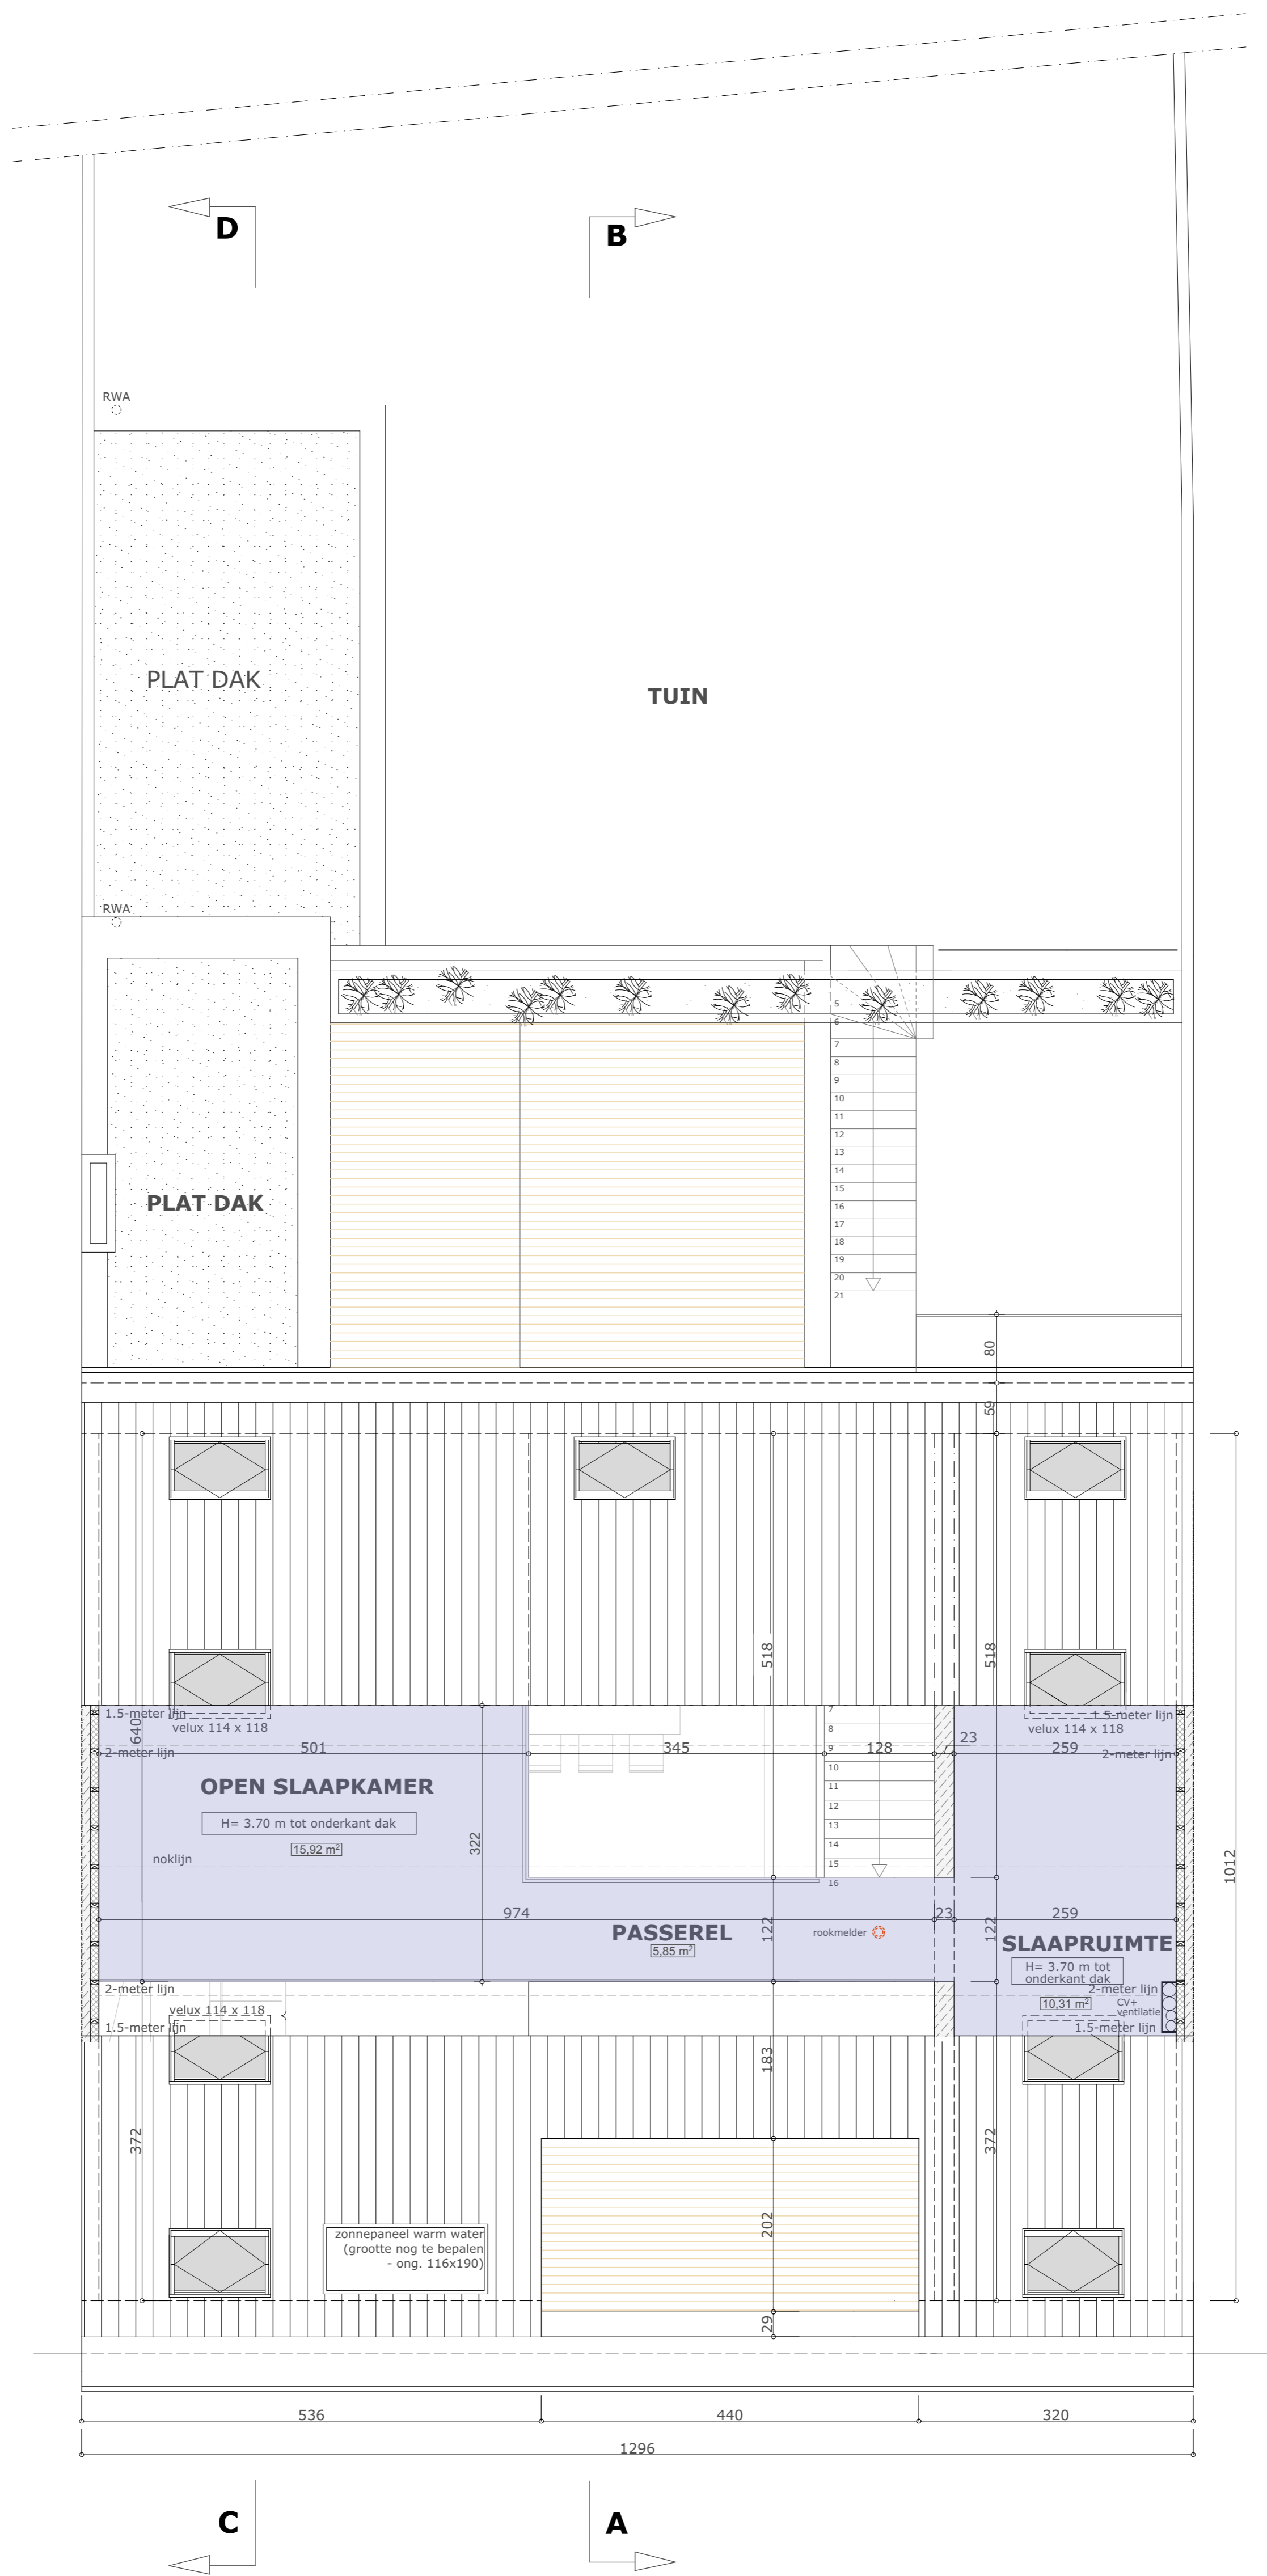 D
B
RWA
PLAT DAK
TUIN
RWA
5
6
7
8
9
10
11
12
13
14
15
16
17
18
19
20
21
PLAT DAK
80
59
518
518
1.5-meter lijn
velux 114 x 118
640
2-meter lijn
501
345
128
23
259
1.5-meter lijn
velux 114 x 118
2-meter lijn
7
8
9
10
11
12
13
14
15
16
OPEN SLAAPKAMER
H= 3.70 m tot onderkant dak
15,92 m²
322
noklijn
1012
974
23
259
PASSEREL
5,85 m²
122
rookmelder
122
SLAAPRUIMTE
H= 3.70 m tot
onderkant dak
2-meter lijn
10,31 m²
CV+
ventilatie
1.5-meter lijn
2-meter lijn
velux 114 x 118
1.5-meter lijn
183
372
372
202
zonnepaneel warm water
(grootte nog te bepalen
- ong. 116x190)
29
536
440
320
1296
C
A